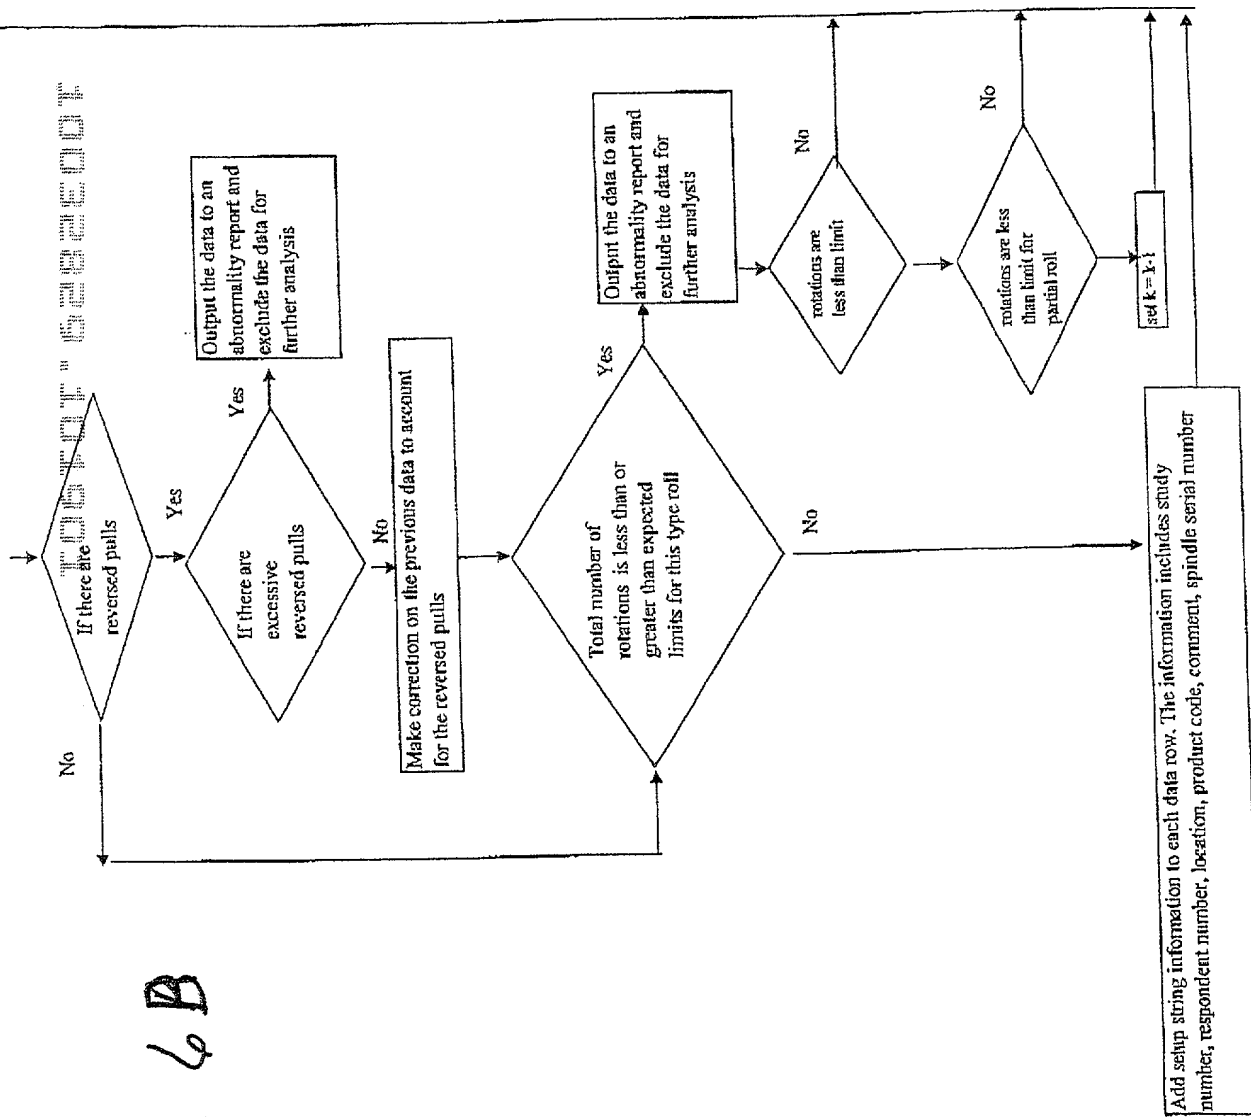 10032829.101901
If there are
reversed pulls
No
Yes
If there are
excessive
reversed pulls
Yes
Output the data to an
abnormality report and
exclude the data for
further analysis
No
Make correction on the previous data to account
for the reversed pulls
Total number of
rotations is less than or
greater than expected
limits for this type roll
Yes
Output the data to an
abnormality report and
exclude the data for
further analysis
No
rotations are
less than limit
No
rotations are less
than limit for
partial roll
No
set k = k-1
Add setup string information to each data row. The information includes study
number, respondent number, location, product code, comment, spindle serial number
6B